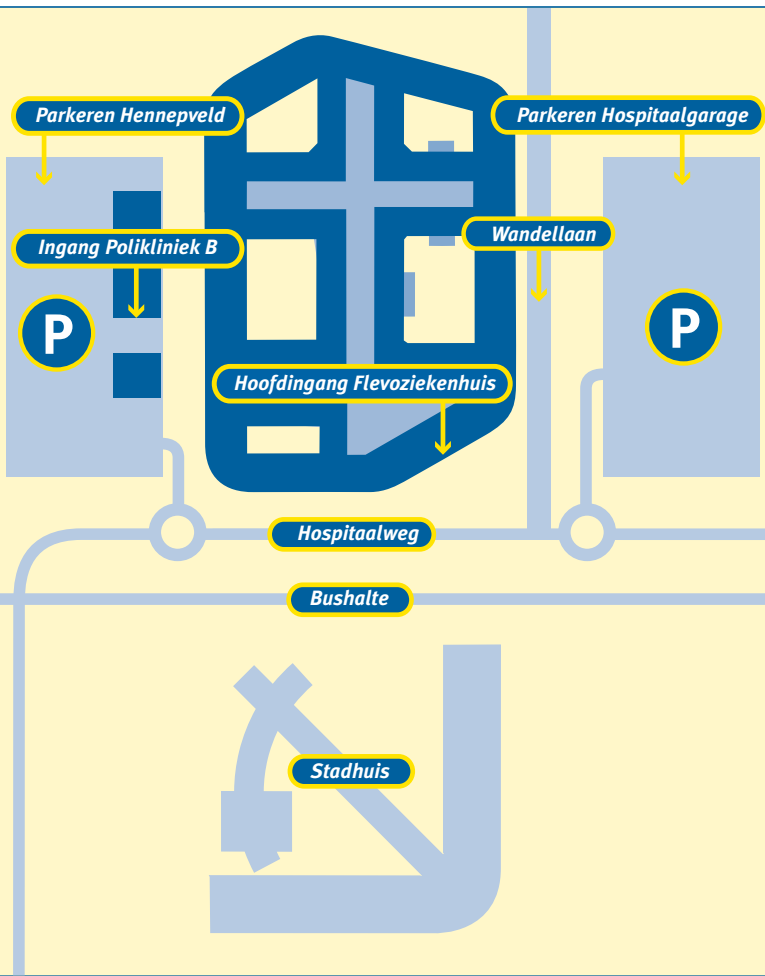 Parkeren Hennepveld
Parkeren Hospitaalgarage
Ingang Polikliniek B
Wandellaan
P
P
Hoofdingang Flevoziekenhuis
Hospitaalweg
Bushalte
Stadhuis